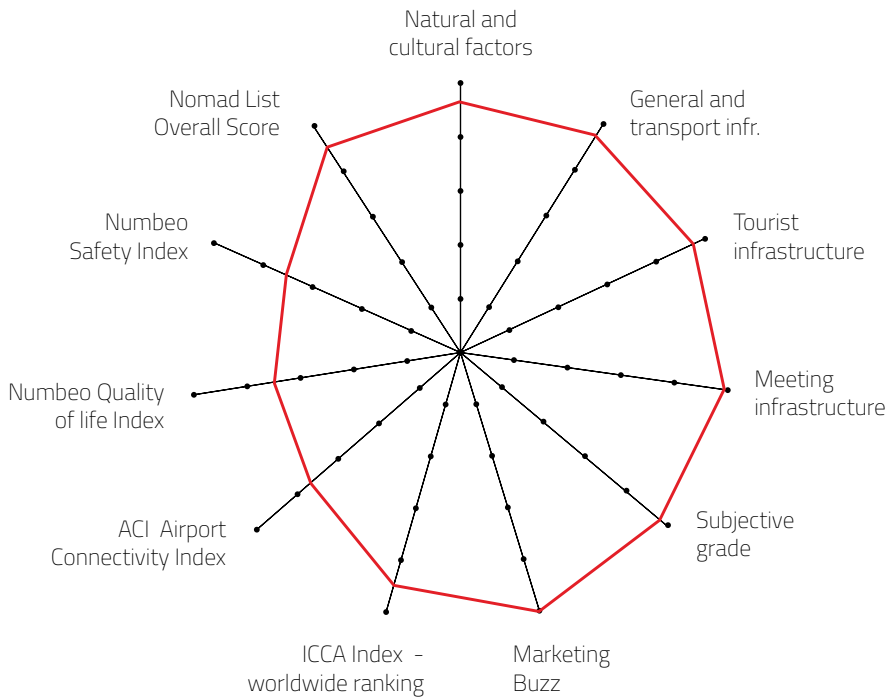 Natural and
cultural factors
General and
transport infr.
Tourist
infrastructure
Meeting
infrastructure
Subjective
grade
Marketing
Buzz
ICCA Index -
worldwide ranking
ACI Airport
Connectivity Index
Numbeo Quality
of life Index
Numbeo
Safety Index
Nomad List
Overall Score